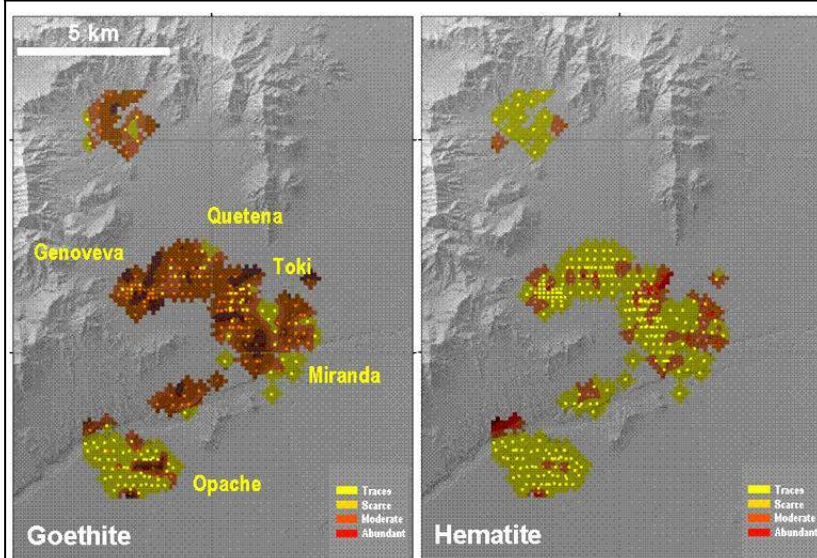 5 km
Quetena
Genoveva
Toki
Miranda
Opache
Traces
Scarce
Moderate
Abundant
Goethite
Traces
Scarce
Moderate
Abundant
Hematite